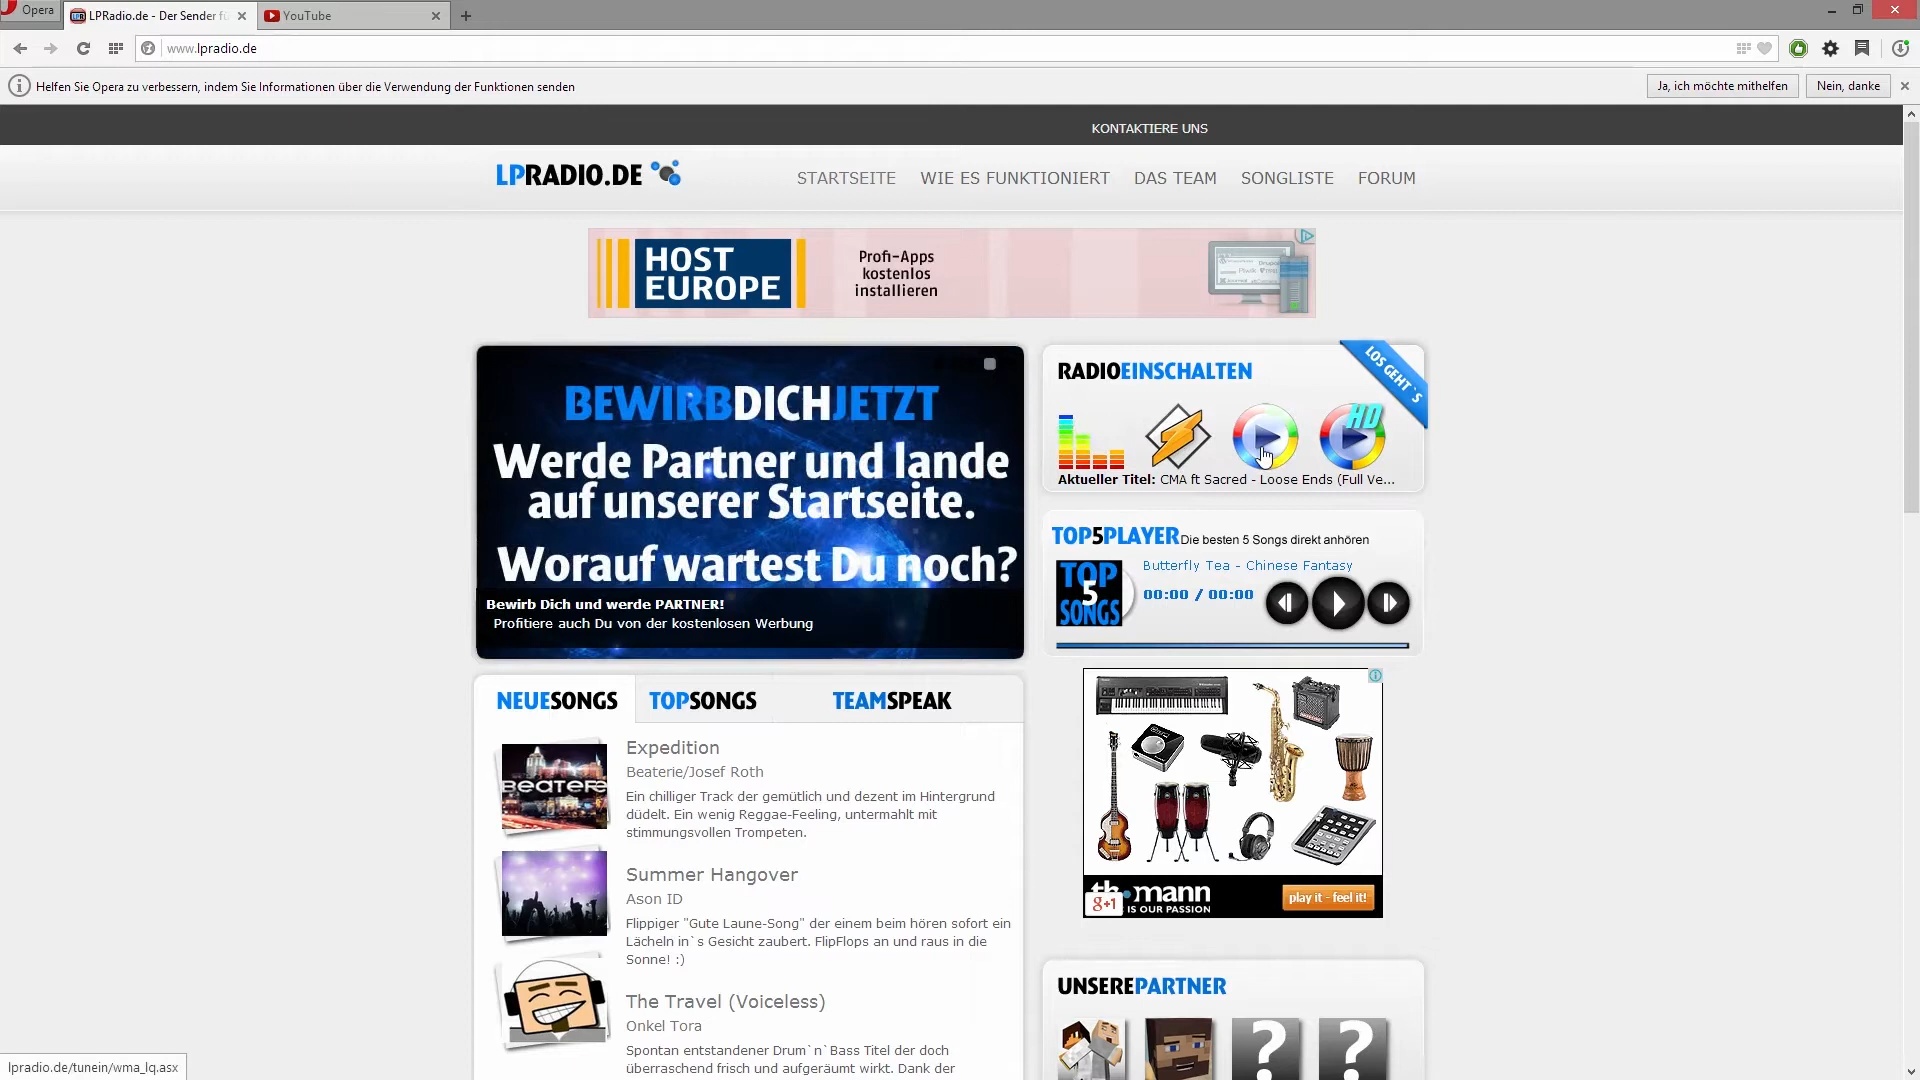 Opera
LPRadio.de - Der Sender fü
YouTube
www.lpradio.de
Helfen Sie Opera zu verbessern, indem Sie Informationen über die Verwendung der Funktionen senden
Ja, ich möchte mithelfen
Nein, danke
KONTAKTIERE UNS
LPRADIO.DE
STARTSEITE
WIE ES FUNKTIONIERT
DAS TEAM
SONGLISTE
FORUM
HOST
EUROPE
Profi-Apps
kostenlos
installieren
BEWIRBDICHJETZT
Werde Partner und lande
auf unserer Startseite.
Worauf wartest Du noch?
Bewirb Dich und werde PARTNER!
Profitiere auch Du von der kostenlosen Werbung
RADIOEINSCHALTEN
LOS GEHT`S
HD
Aktueller Titel: CMA ft Sacred - Loose Ends (Full Ve...
TOP5PLAYER Die besten 5 Songs direkt anhören
TOP
5
SONGS
Butterfly Tea - Chinese Fantasy
00:00 / 00:00
NEUESONGS
TOPSONGS
TEAMSPEAK
Expedition
Beaterie/Josef Roth
Ein chilliger Track der gemütlich und dezent im Hintergrund
düdelt. Ein wenig Reggae-Feeling, untermahlt mit
stimmungsvollen Trompeten.
Summer Hangover
Ason ID
Flippiger "Gute Laune-Song" der einem beim hören sofort ein
Lächeln in`s Gesicht zaubert. FlipFlops an und raus in die
Sonne! :)
The Travel (Voiceless)
Onkel Tora
Spontan entstandener Drum`n`Bass Titel der doch
überraschend frisch und aufgeräumt wirkt. Dank der
th•mann
g+1
IS OUR PASSION
play it - feel it!
UNSEREPARTNER
? ?
lpradio.de/tunein/wma_lq.asx